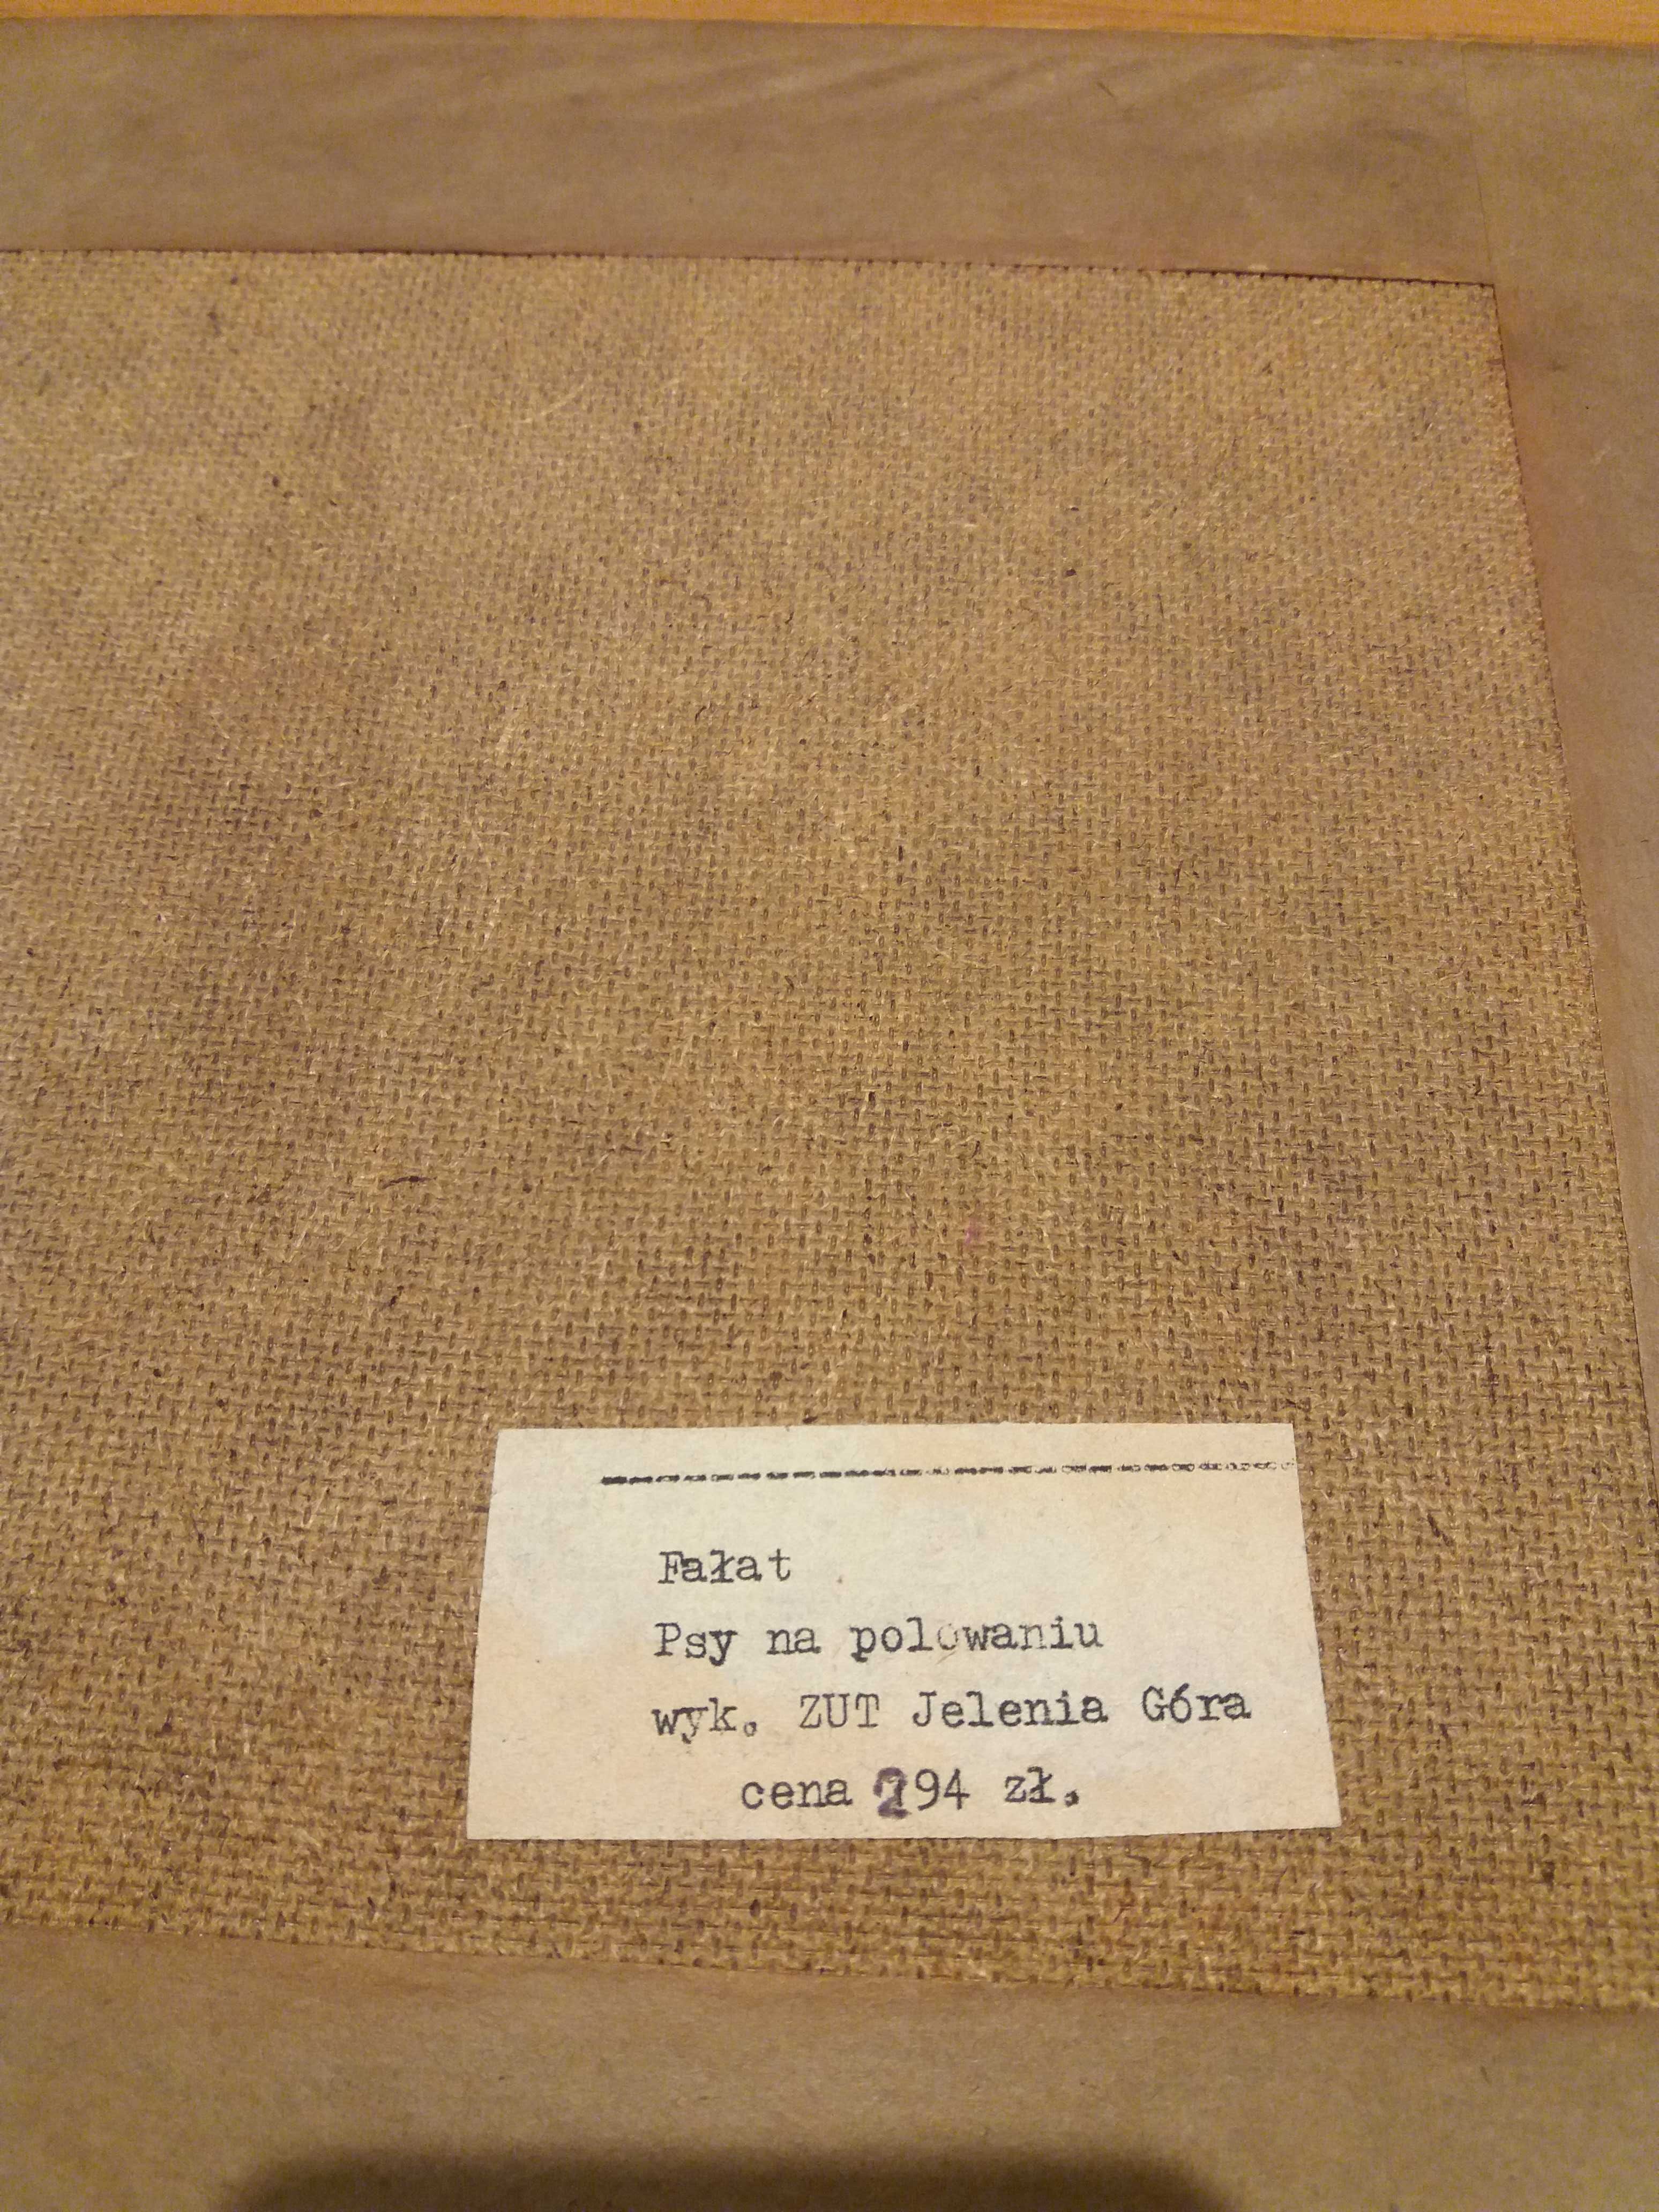 Fałat
Psy na polowaniu
wyk. ZUT Jelenia Góra
cena 294 zł.